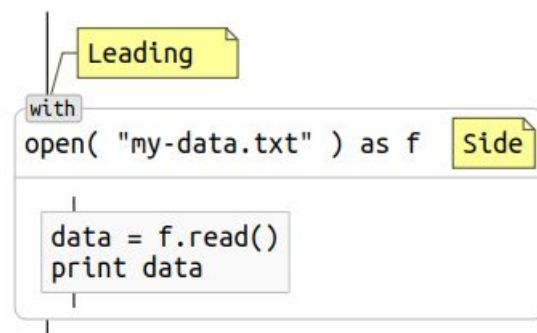 Leading
with
open( "my-data.txt" ) as f
Side
data = f.read()
print data